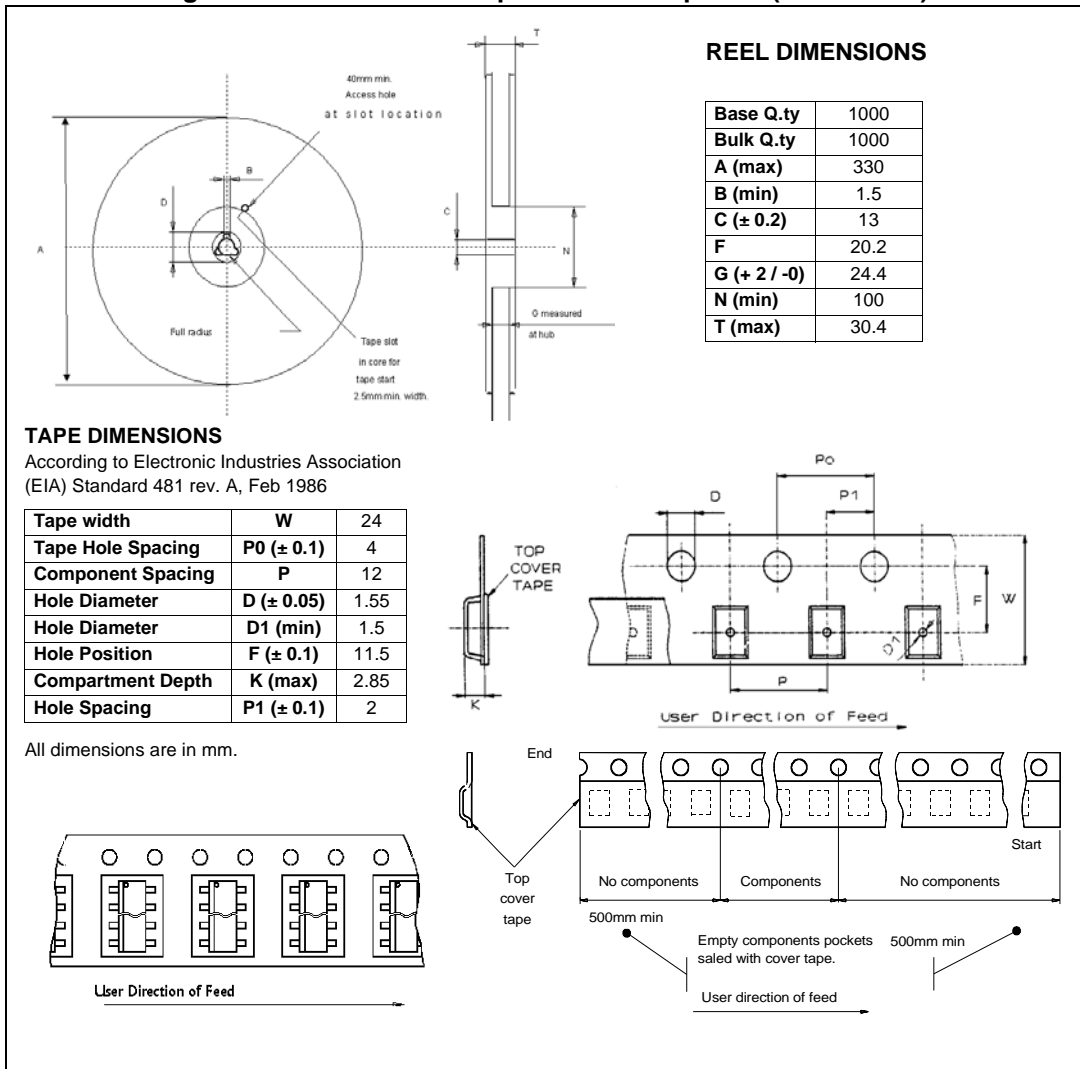 T
40mm min.
Access hole
at slot location
B
D
A
C
N
Full radius
Tape slot
in core for
tape start
2.5mm min. width.
G measured
at hub
REEL DIMENSIONS
Base Q.ty 1000
Bulk Q.ty 1000
A (max) 330
B (min) 1.5
C (± 0.2) 13
F 20.2
G (+ 2 / -0) 24.4
N (min) 100
T (max) 30.4
TAPE DIMENSIONS
According to Electronic Industries Association
(EIA) Standard 481 rev. A, Feb 1986
Tape width W 24
Tape Hole Spacing P0 (± 0.1) 4
Component Spacing P 12
Hole Diameter D (± 0.05) 1.55
Hole Diameter D1 (min) 1.5
Hole Position F (± 0.1) 11.5
Compartment Depth K (max) 2.85
Hole Spacing P1 (± 0.1) 2
All dimensions are in mm.
TOP
COVER
TAPE
K
Po
D
P1
F
W
D1
P
User Direction of Feed
End
Start
Top
cover
tape
No components
Components
No components
500mm min
Empty components pockets
saled with cover tape.
500mm min
User direction of feed
User Direction of Feed